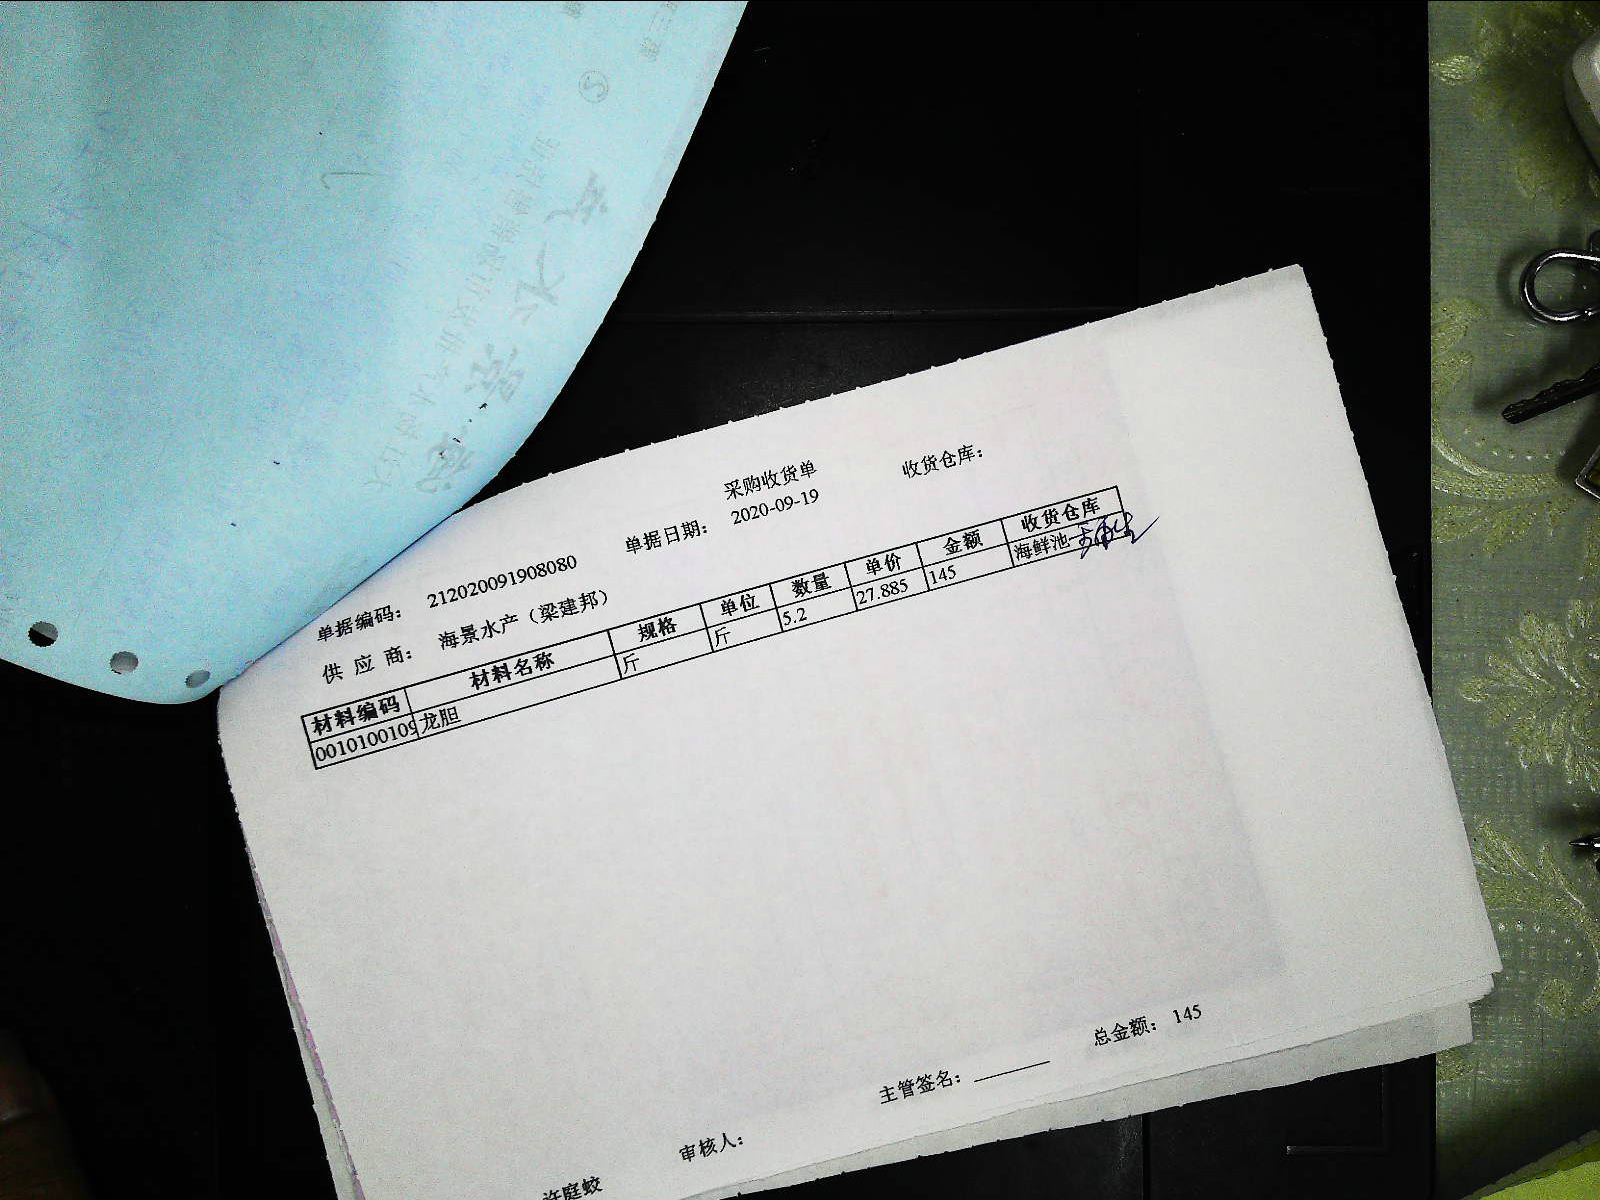 采购收货单
收货仓库：
单据编码： 212020091908080 单据日期： 2020-09-19
供 应 商： 海景水产（梁建邦）
材料编码 材料名称 规格 单位 数量 单价 金额 收货仓库
0010100109 龙胆 斤 斤 5.2 27.885 145 海鲜池
总金额： 145
主管签名：
审核人：
许庭蛟